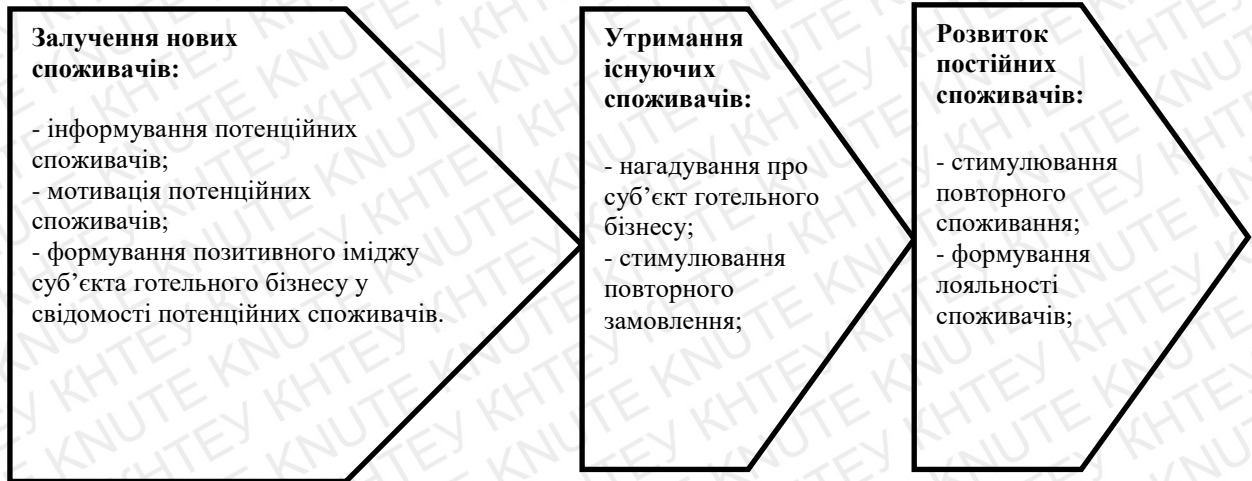 Залучення нових
споживачів:
- інформування потенційних
споживачів;
- мотивація потенційних
споживачів;
- формування позитивного іміджу
суб’єкта готельного бізнесу у
свідомості потенційних споживачів.
Утримання
існуючих
споживачів:
- нагадування про
суб’єкт готельного
бізнесу;
- стимулювання
повторного
замовлення;
Розвиток
постійних
споживачів:
- стимулювання
повторного
споживання;
- формування
лояльності
споживачів;